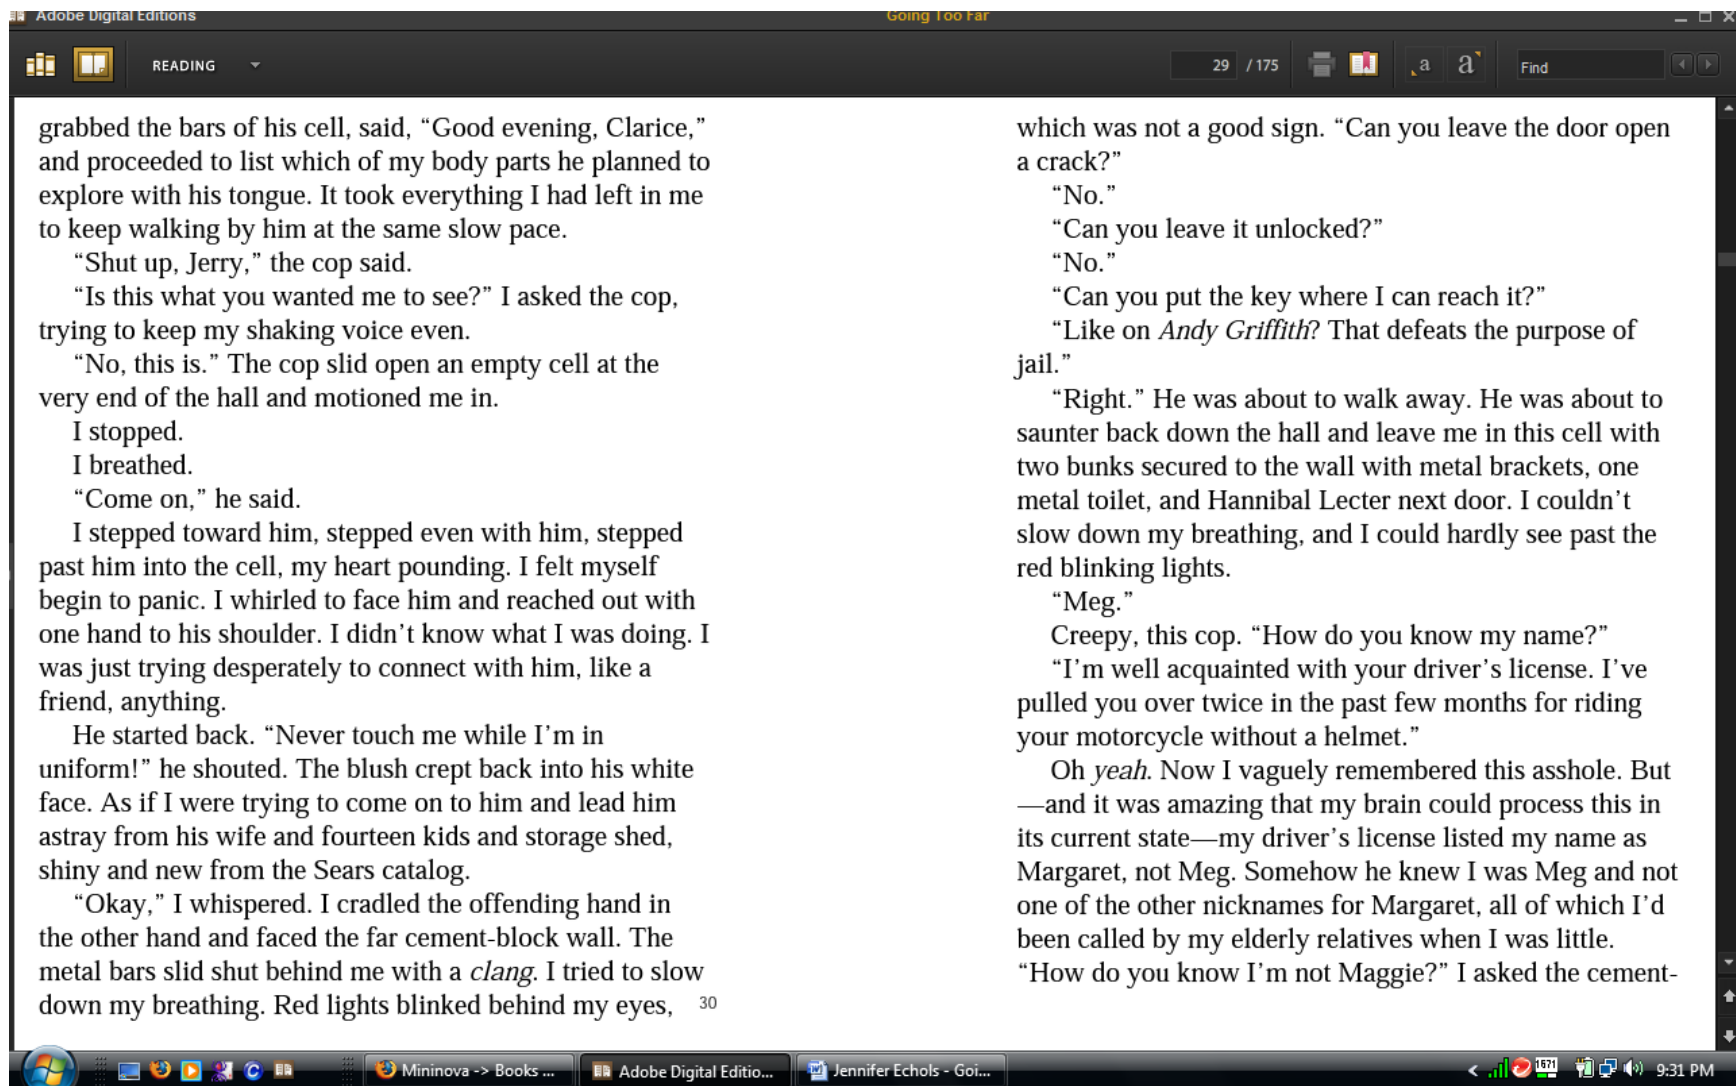 Adobe Digital Editions
Going Too Far
READING
29 / 175
a
a
Find
grabbed the bars of his cell, said, “Good evening, Clarice,”
and proceeded to list which of my body parts he planned to
explore with his tongue. It took everything I had left in me
to keep walking by him at the same slow pace.
“Shut up, Jerry,” the cop said.
“Is this what you wanted me to see?” I asked the cop,
trying to keep my shaking voice even.
“No, this is.” The cop slid open an empty cell at the
very end of the hall and motioned me in.
I stopped.
I breathed.
“Come on,” he said.
I stepped toward him, stepped even with him, stepped
past him into the cell, my heart pounding. I felt myself
begin to panic. I whirled to face him and reached out with
one hand to his shoulder. I didn’t know what I was doing. I
was just trying desperately to connect with him, like a
friend, anything.
He started back. “Never touch me while I’m in
uniform!” he shouted. The blush crept back into his white
face. As if I were trying to come on to him and lead him
astray from his wife and fourteen kids and storage shed,
shiny and new from the Sears catalog.
“Okay,” I whispered. I cradled the offending hand in
the other hand and faced the far cement-block wall. The
metal bars slid shut behind me with a clang. I tried to slow
down my breathing. Red lights blinked behind my eyes,
30
which was not a good sign. “Can you leave the door open
a crack?”
“No.”
“Can you leave it unlocked?”
“No.”
“Can you put the key where I can reach it?”
“Like on Andy Griffith? That defeats the purpose of
jail.”
“Right.” He was about to walk away. He was about to
saunter back down the hall and leave me in this cell with
two bunks secured to the wall with metal brackets, one
metal toilet, and Hannibal Lecter next door. I couldn’t
slow down my breathing, and I could hardly see past the
red blinking lights.
“Meg.”
Creepy, this cop. “How do you know my name?”
“I’m well acquainted with your driver’s license. I’ve
pulled you over twice in the past few months for riding
your motorcycle without a helmet.”
Oh yeah. Now I vaguely remembered this asshole. But
—and it was amazing that my brain could process this in
its current state—my driver’s license listed my name as
Margaret, not Meg. Somehow he knew I was Meg and not
one of the other nicknames for Margaret, all of which I’d
been called by my elderly relatives when I was little.
“How do you know I’m not Maggie?” I asked the cement-
Mininova -> Books ...
Adobe Digital Editio...
Jennifer Echols - Goi...
1671
9:31 PM